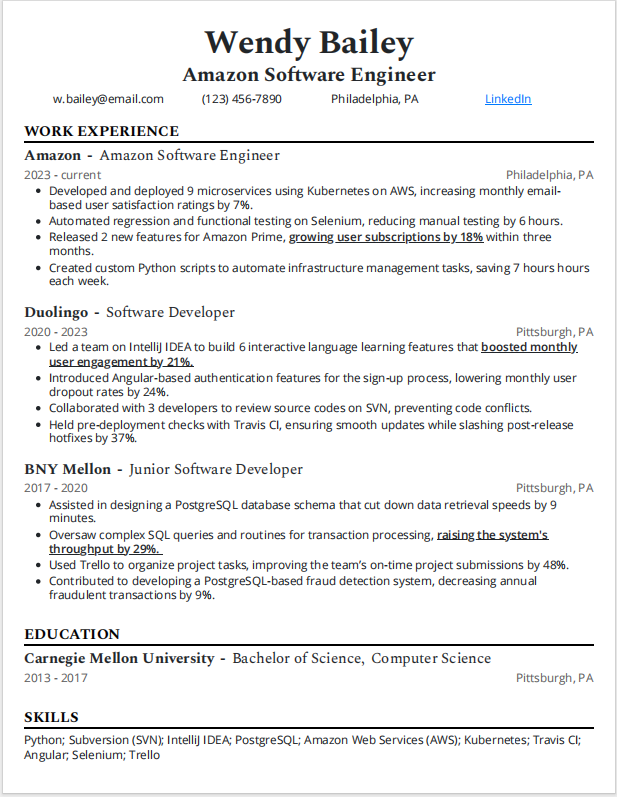 Wendy Bailey
Amazon Software Engineer
w.bailey@email.com (123) 456-7890 Philadelphia, PA LinkedIn
WORK EXPERIENCE
Amazon - Amazon Software Engineer
2023 - current Philadelphia, PA
• Developed and deployed 9 microservices using Kubernetes on AWS, increasing monthly email-
based user satisfaction ratings by 7%.
• Automated regression and functional testing on Selenium, reducing manual testing by 6 hours.
• Released 2 new features for Amazon Prime, growing user subscriptions by 18% within three
months.
• Created custom Python scripts to automate infrastructure management tasks, saving 7 hours hours
each week.
Duolingo - Software Developer
2020 - 2023 Pittsburgh, PA
• Led a team on IntelliJ IDEA to build 6 interactive language learning features that boosted monthly
user engagement by 21%.
• Introduced Angular-based authentication features for the sign-up process, lowering monthly user
dropout rates by 24%.
• Collaborated with 3 developers to review source codes on SVN, preventing code conflicts.
• Held pre-deployment checks with Travis CI, ensuring smooth updates while slashing post-release
hotfixes by 37%.
BNY Mellon - Junior Software Developer
2017 - 2020 Pittsburgh, PA
• Assisted in designing a PostgreSQL database schema that cut down data retrieval speeds by 9
minutes.
• Oversaw complex SQL queries and routines for transaction processing, raising the system's
throughput by 29%.
• Used Trello to organize project tasks, improving the team's on-time project submissions by 48%.
• Contributed to developing a PostgreSQL-based fraud detection system, decreasing annual
fraudulent transactions by 9%.
EDUCATION
Carnegie Mellon University - Bachelor of Science, Computer Science
2013 - 2017 Pittsburgh, PA
SKILLS
Python; Subversion (SVN); IntelliJ IDEA; PostgreSQL; Amazon Web Services (AWS); Kubernetes; Travis CI;
Angular; Selenium; Trello